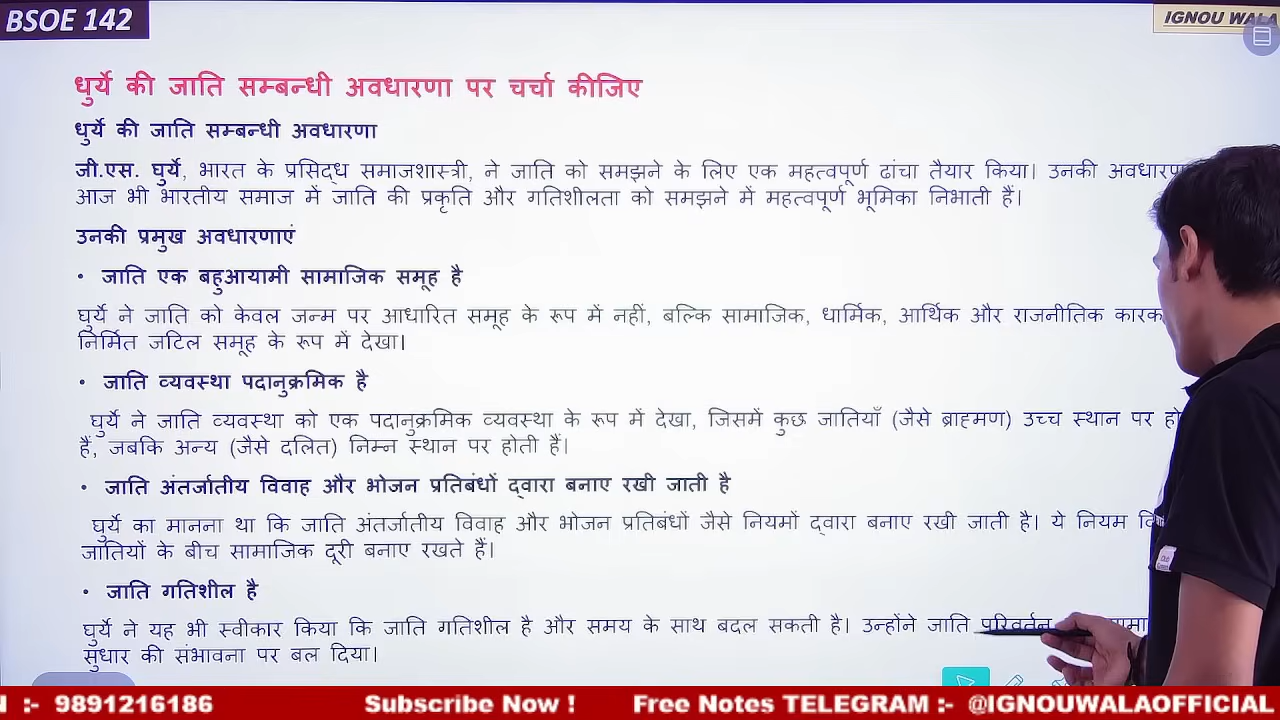 BSOE 142
IGNOU WALA
धुर्ये की जाति सम्बन्धी अवधारणा पर चर्चा कीजिए
धुर्ये की जाति सम्बन्धी अवधारणा
जी.एस. घुर्ये, भारत के प्रसिद्ध समाजशास्त्री, ने जाति को समझने के लिए एक महत्वपूर्ण ढांचा तैयार किया। उनकी
आज भी भारतीय समाज में जाति की प्रकृति और गतिशीलता को समझने में महत्वपूर्ण भूमिका निभाती हैं।
उनकी प्रमुख अवधारणाएं
• जाति एक बहुआयामी सामाजिक समूह है
घुर्ये ने जाति को केवल जन्म पर आधारित समूह के रूप में नहीं, बल्कि सामाजिक, धार्मिक, आर्थिक और राजनीतिक
निर्मित जटिल समूह के रूप में देखा।
• जाति व्यवस्था पदानुक्रमिक है
घुर्ये ने जाति व्यवस्था को एक पदानुक्रमिक व्यवस्था के रूप में देखा, जिसमें कुछ जातियाँ (जैसे ब्राह्मण) उच्च स्थान पर
हैं, जबकि अन्य (जैसे दलित) निम्न स्थान पर होती हैं।
• जाति अंतर्जातीय विवाह और भोजन प्रतिबंधों द्वारा बनाए रखी जाती है
घुर्ये का मानना था कि जाति अंतर्जातीय विवाह और भोजन प्रतिबंधों जैसे नियमों द्वारा बनाए रखी जाती है। ये नियम
जातियों के बीच सामाजिक दूरी बनाए रखते हैं।
• जाति गतिशील है
घुर्ये ने यह भी स्वीकार किया कि जाति गतिशील है और समय के साथ बदल सकती है। उन्होंने जाति परिवर्तन
सुधार की संभावना पर बल दिया।
:- 9891216186 Subscribe Now ! Free Notes TELEGRAM :- @IGNOUWALAOFFICIAL